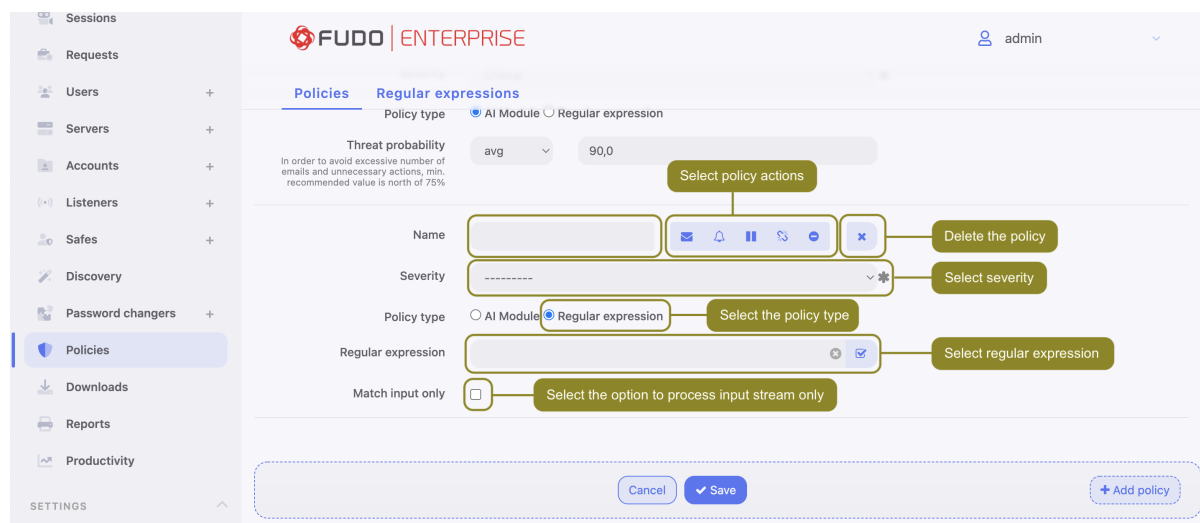 Sessions
FUDO ENTERPRISE
admin
Requests
Users +
Policies Regular expressions
Policy type AI Module Regular expression
Servers +
Threat probability
avg 90,0
In order to avoid excessive number of
emails and unnecessary actions, min.
recommended value is north of 75%
Accounts +
Select policy actions
Listeners +
Name
Delete the policy
Safes +
Discovery
Severity ---------
Select severity
Password changers +
Policy type AI Module Regular expression
Select the policy type
Policies
Regular expression
Select regular expression
Downloads
Match input only
Select the option to process input stream only
Reports
Productivity
Cancel Save + Add policy
SETTINGS